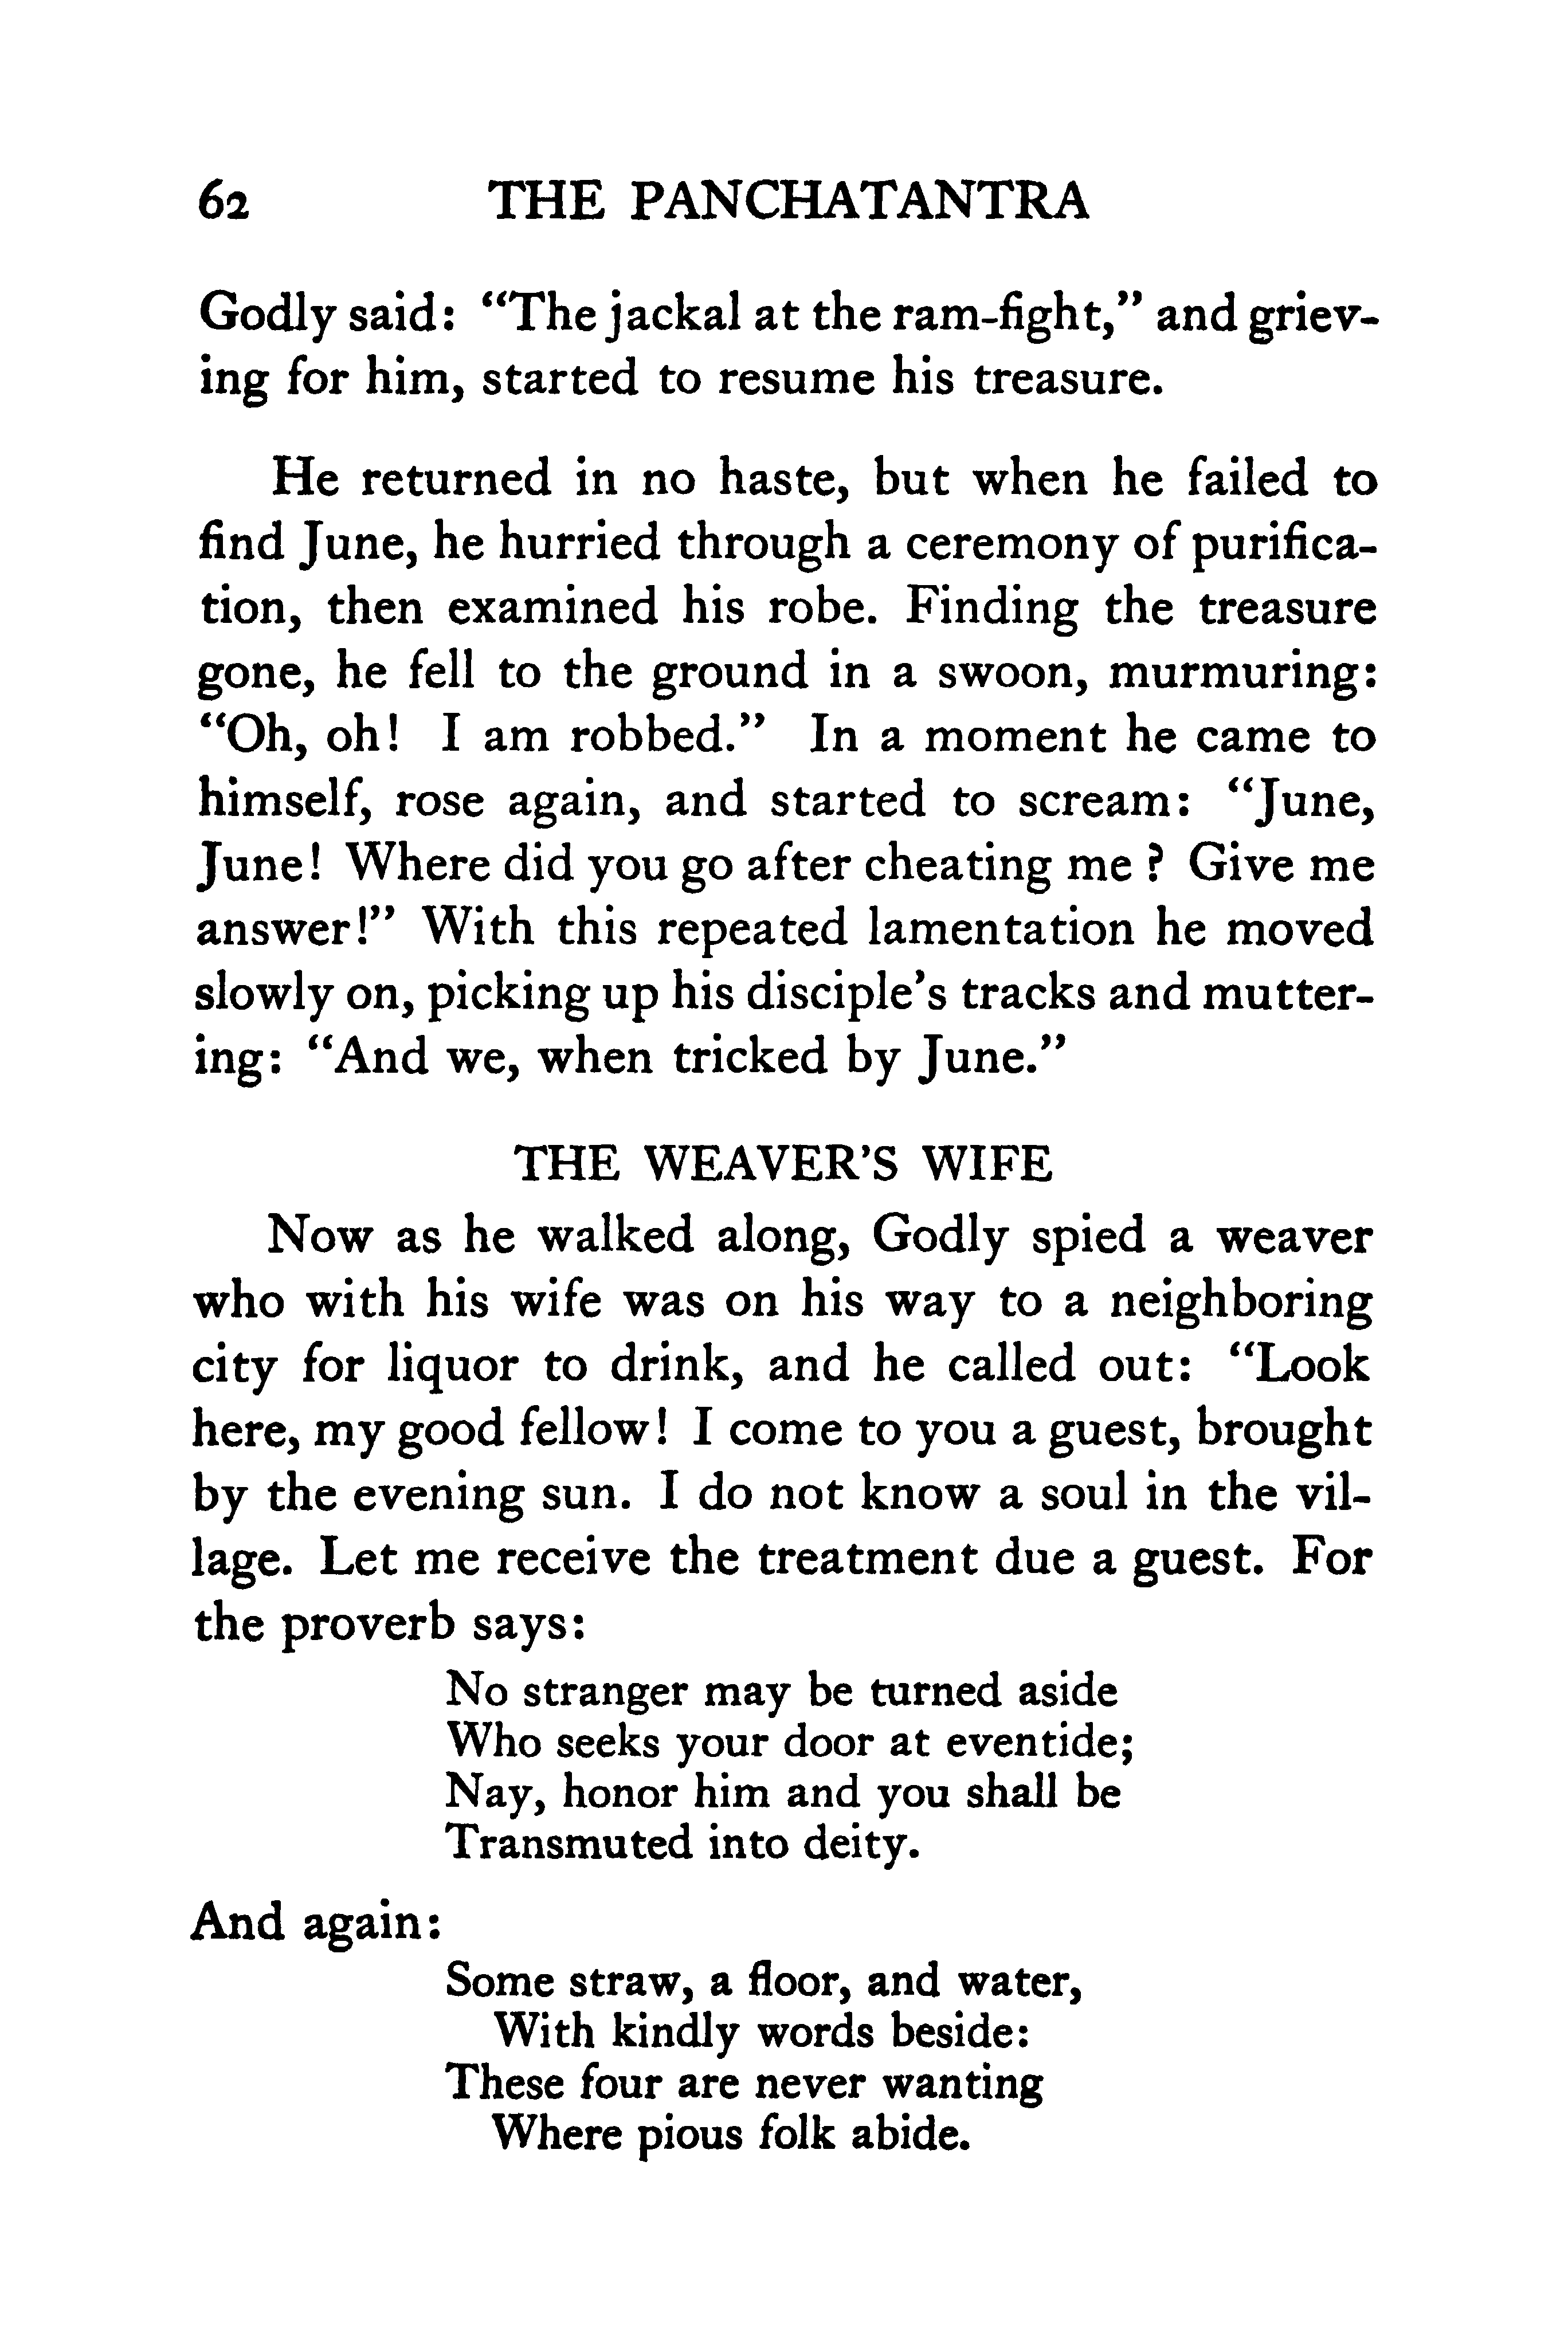 62 THE PANCHATANTRA
Godly said: “The jackal at the ram-fight,” and griev-
ing for him, started to resume his treasure.
He returned in no haste, but when he failed to
find June, he hurried through a ceremony of purifica-
tion, then examined his robe. Finding the treasure
gone, he fell to the ground in a swoon, murmuring:
“Oh, oh! I am robbed.” In a moment he came to
himself, rose again, and started to scream: “June,
June! Where did you go after cheating me? Give me
answer!” With this repeated lamentation he moved
slowly on, picking up his disciple’s tracks and mutter-
ing: “And we, when tricked by June.”
THE WEAVER’S WIFE
Now as he walked along, Godly spied a weaver
who with his wife was on his way to a neighboring
city for liquor to drink, and he called out: “Look
here, my good fellow! I come to you a guest, brought
by the evening sun. I do not know a soul in the vil-
lage. Let me receive the treatment due a guest. For
the proverb says:
No stranger may be turned aside
Who seeks your door at eventide;
Nay, honor him and you shall be
Transmuted into deity.
And again:
Some straw, a floor, and water,
With kindly words beside:
These four are never wanting
Where pious folk abide.